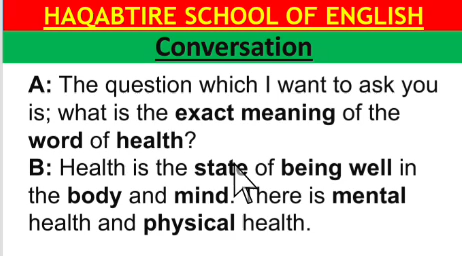 HAQABTIRE SCHOOL OF ENGLISH
Conversation
A: The question which I want to ask you
is; what is the exact meaning of the
word of health?
B: Health is the state of being well in
the body and mind. There is mental
health and physical health.